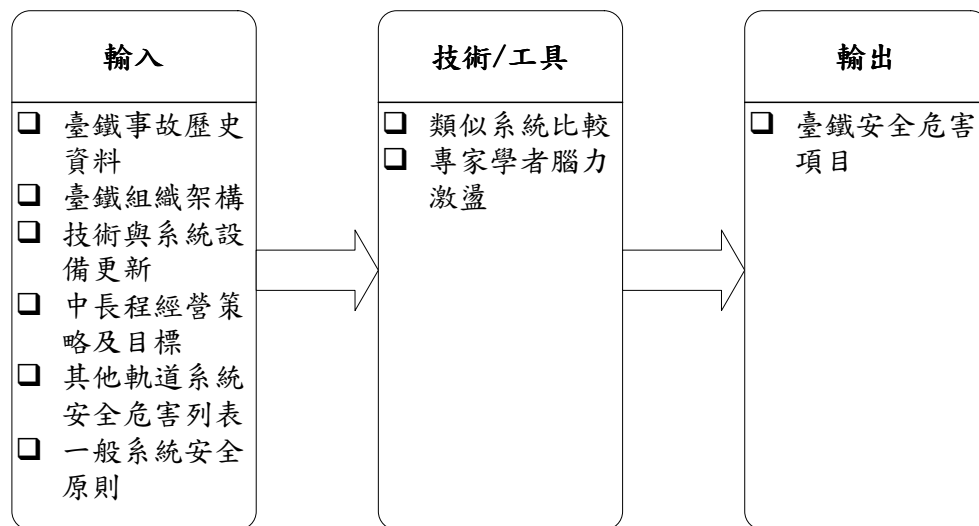 輸入
❑ 臺鐵事故歷史
資料
❑ 臺鐵組織架構
❑ 技術與系統設
備更新
❑ 中長程經營策
略及目標
❑ 其他軌道系統
安全危害列表
❑ 一般系統安全
原則
技術/工具
❑ 類似系統比較
❑ 專家學者腦力
激盪
輸出
❑ 臺鐵安全危害
項目